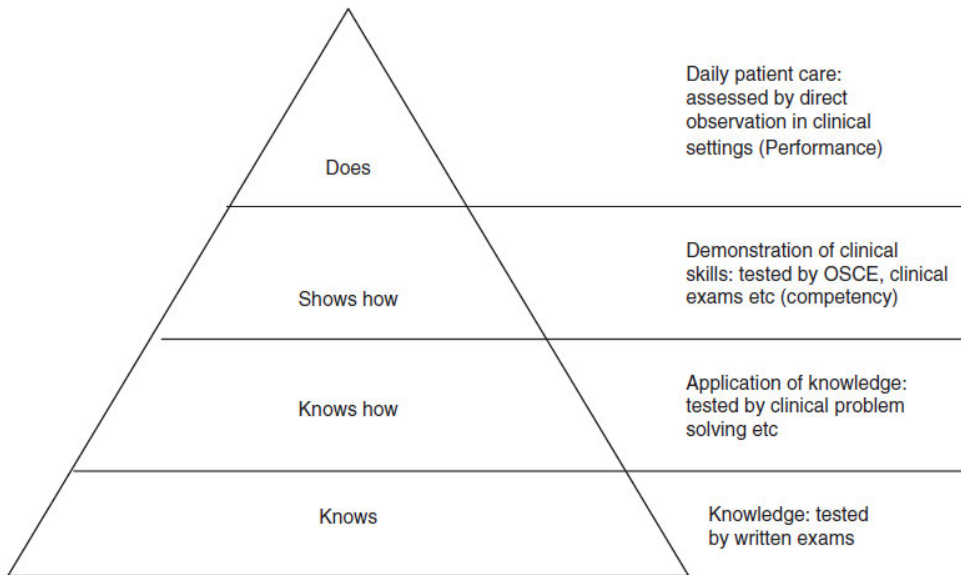 Daily patient care:
assessed by direct
observation in clinical
settings (Performance)
Does
Demonstration of clinical
skills: tested by OSCE, clinical
exams etc (competency)
Shows how
Application of knowledge:
tested by clinical problem
solving etc
Knows how
Knows
Knowledge: tested
by written exams